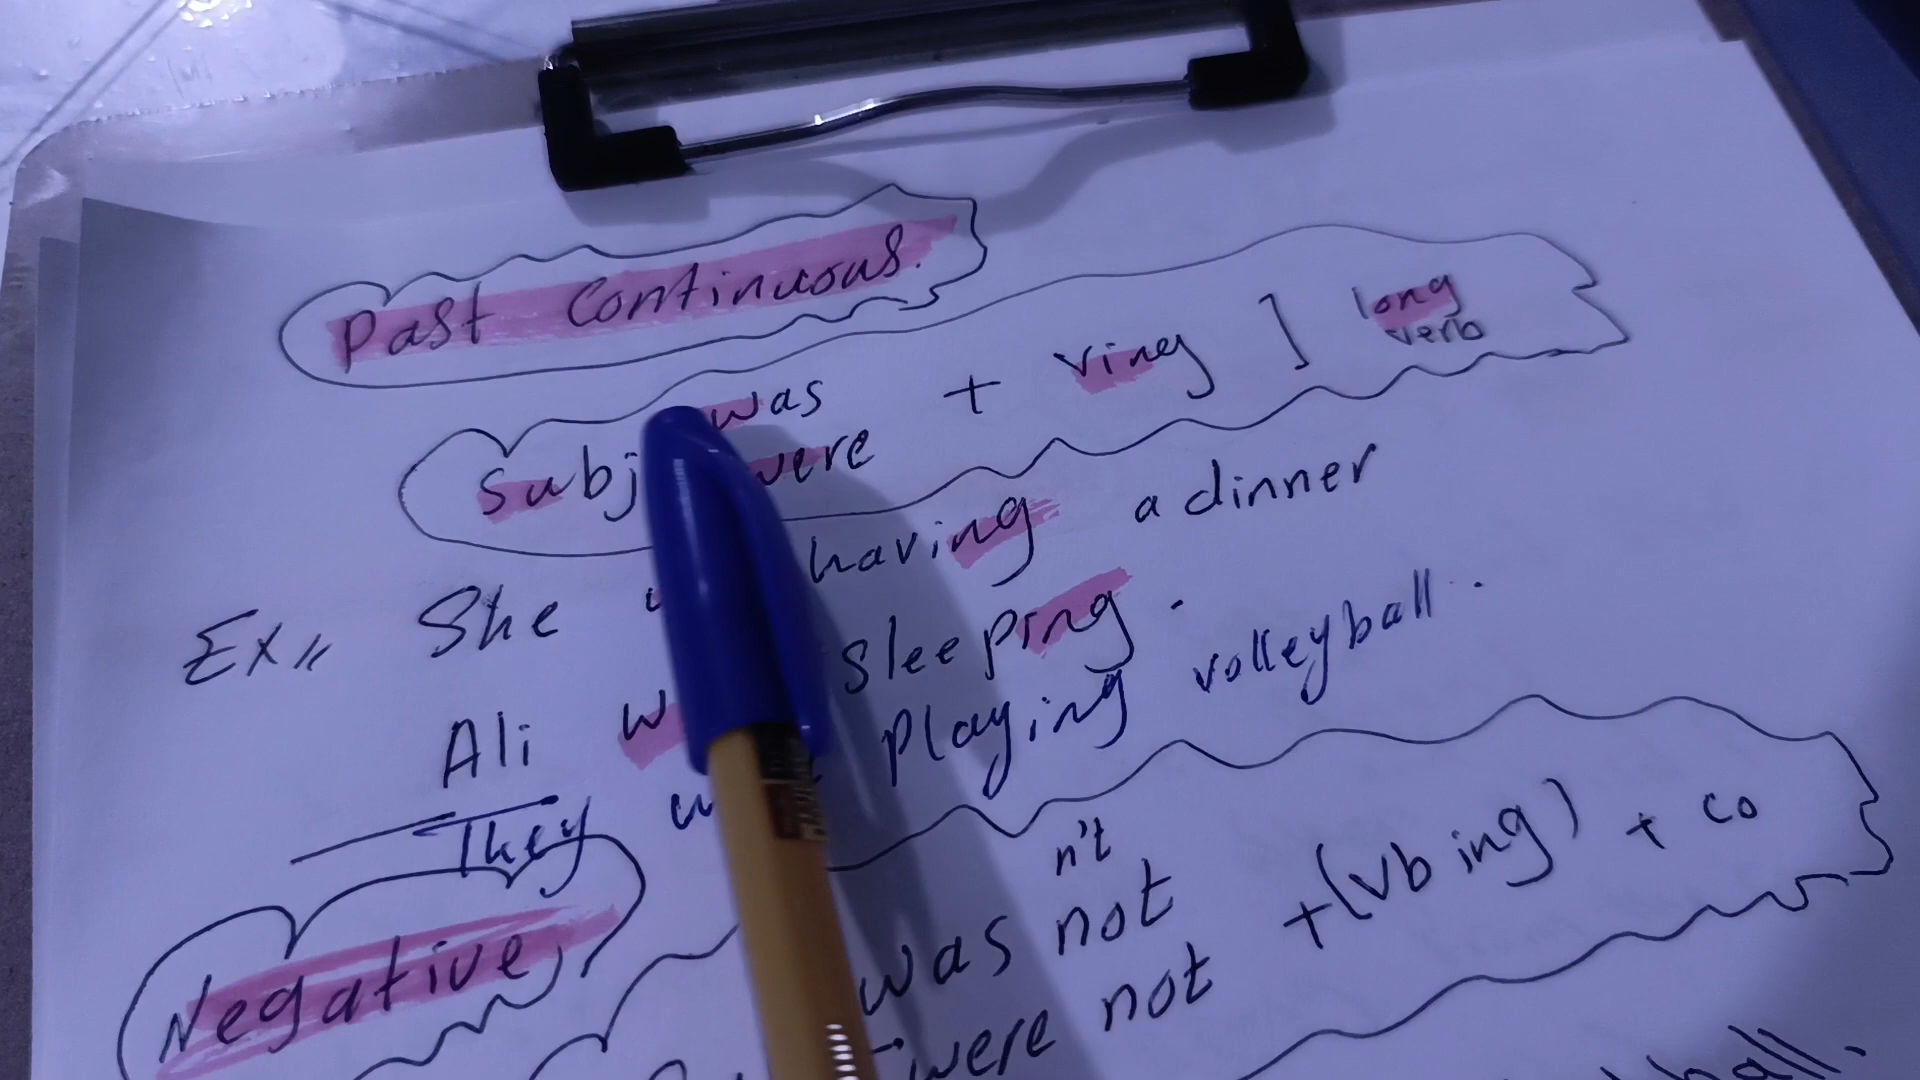 Past Continuous.
Subj was + Ving ] long verb
were
Ex,, She having a dinner
Ali sleeping.
They playing volleyball..
Negative
was not n't + (Vb ing) + Co
were not